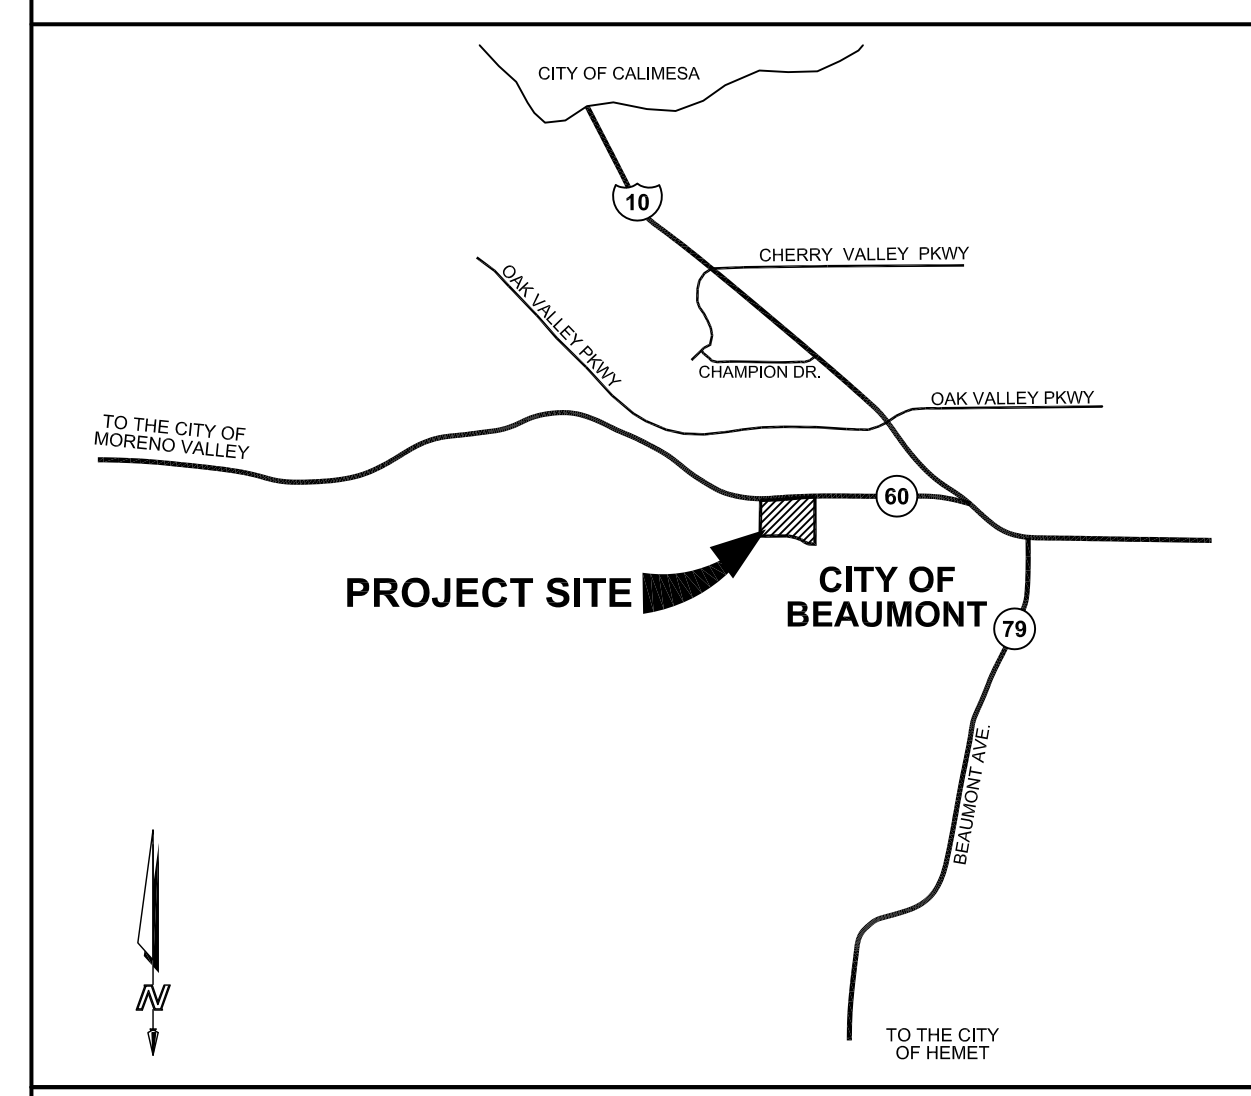 CITY OF CALIMESA
10
CHERRY VALLEY PKWY
OAK VALLEY PKWY
CHAMPION DR.
OAK VALLEY PKWY
TO THE CITY OF
MORENO VALLEY
60
PROJECT SITE
CITY OF
BEAUMONT
79
BEAUMONT AVE.
N
TO THE CITY
OF HEMET